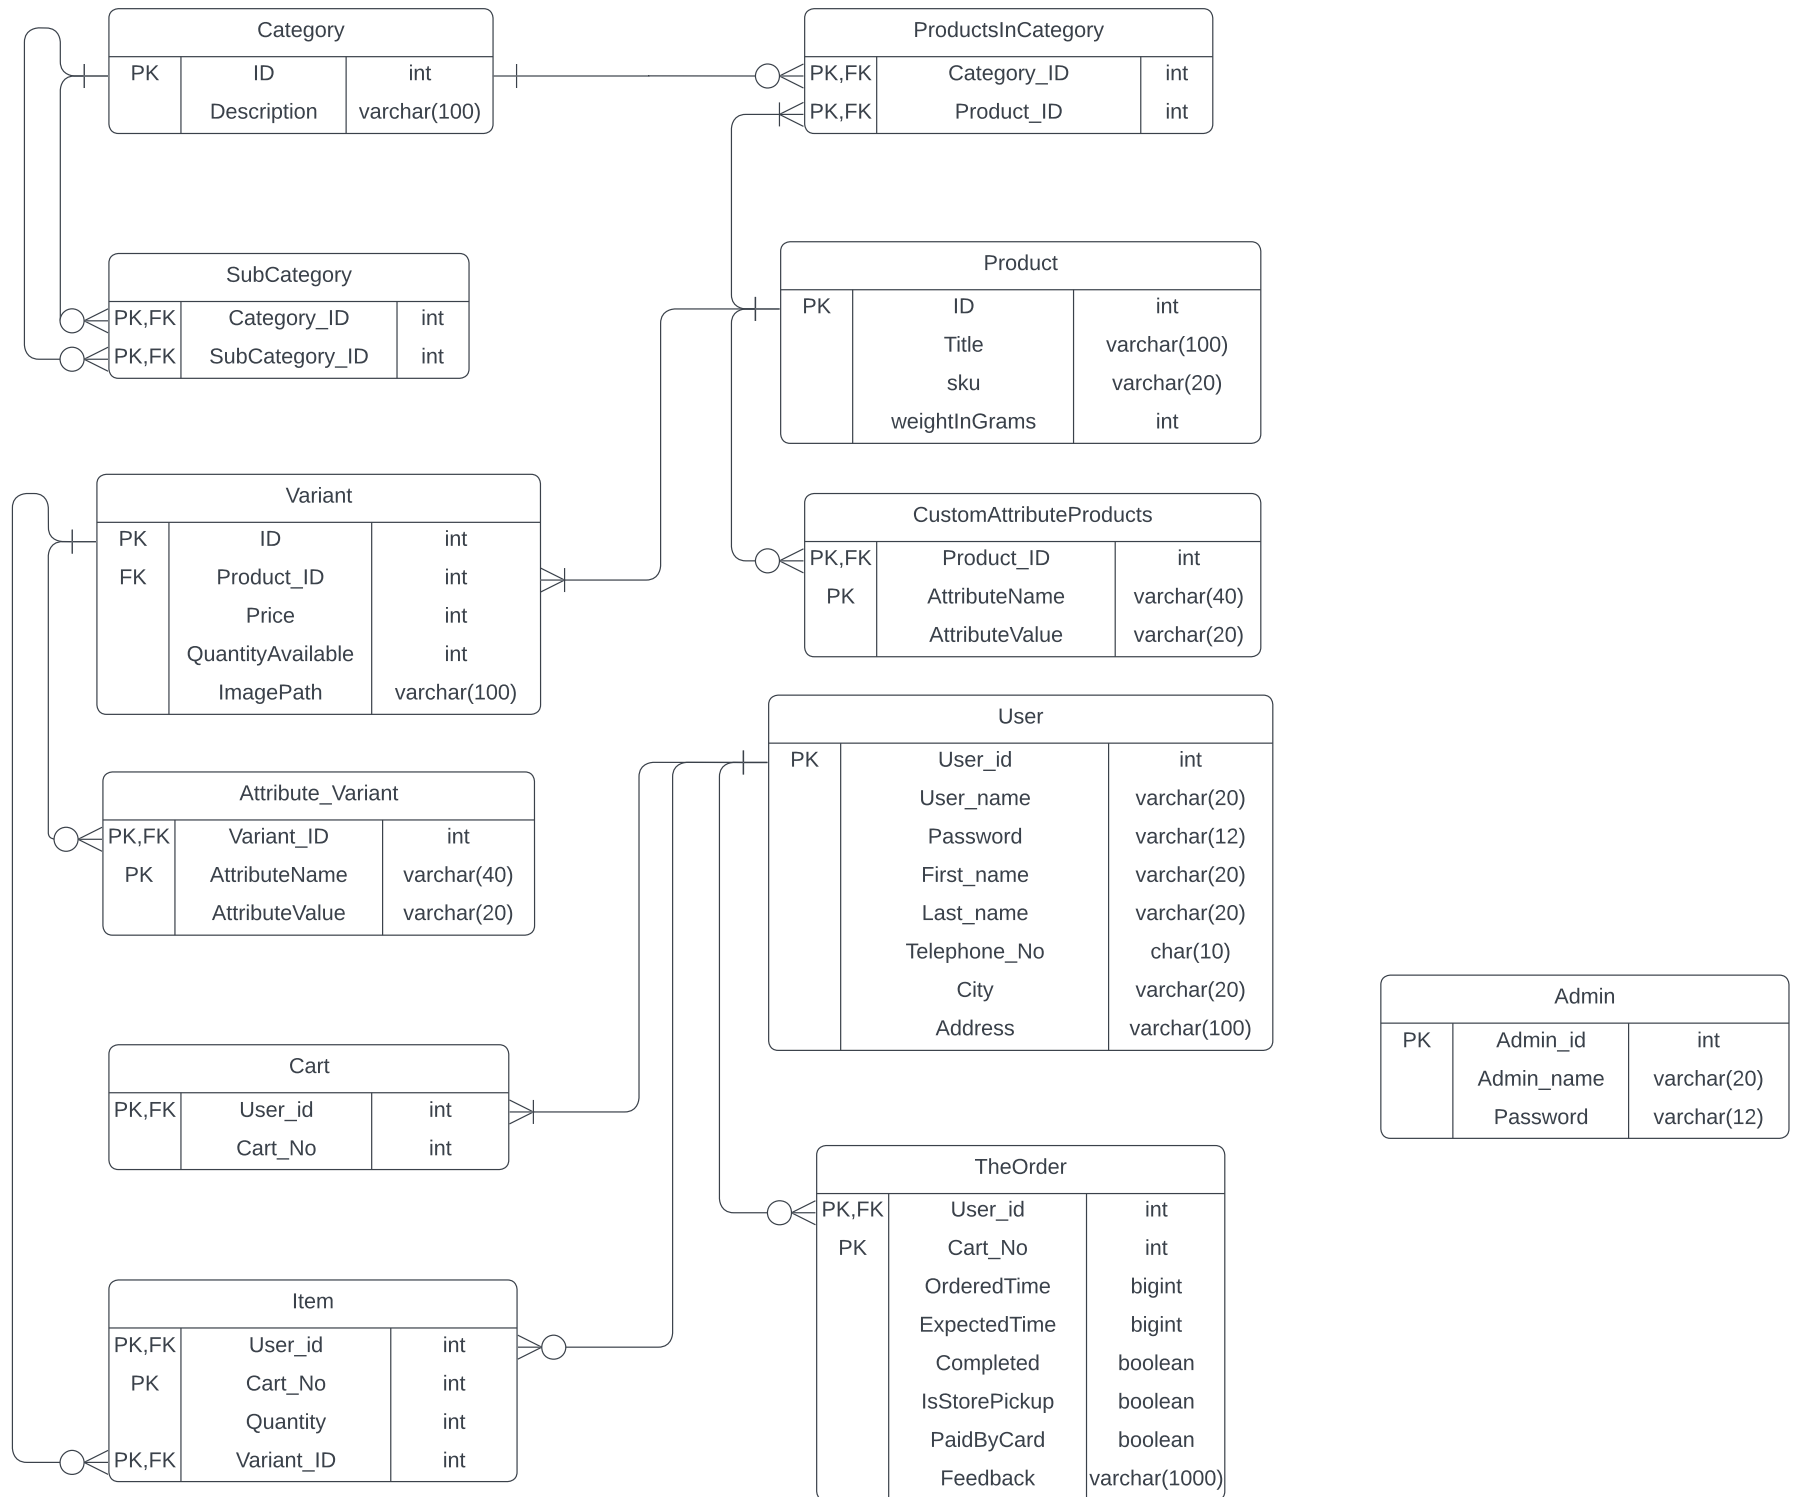 Category
PK ID int
Description varchar(100)
ProductsInCategory
PK,FK Category_ID int
PK,FK Product_ID int
SubCategory
PK,FK Category_ID int
PK,FK SubCategory_ID int
Product
PK ID int
Title varchar(100)
sku varchar(20)
weightInGrams int
Variant
PK ID int
FK Product_ID int
Price int
QuantityAvailable int
ImagePath varchar(100)
CustomAttributeProducts
PK,FK Product_ID int
PK AttributeName varchar(40)
AttributeValue varchar(20)
Attribute_Variant
PK,FK Variant_ID int
PK AttributeName varchar(40)
AttributeValue varchar(20)
User
PK User_id int
User_name varchar(20)
Password varchar(12)
First_name varchar(20)
Last_name varchar(20)
Telephone_No char(10)
City varchar(20)
Address varchar(100)
Admin
PK Admin_id int
Admin_name varchar(20)
Password varchar(12)
Cart
PK,FK User_id int
Cart_No int
TheOrder
PK,FK User_id int
PK Cart_No int
OrderedTime bigint
ExpectedTime bigint
Completed boolean
IsStorePickup boolean
PaidByCard boolean
Feedback varchar(1000)
Item
PK,FK User_id int
PK Cart_No int
Quantity int
PK,FK Variant_ID int